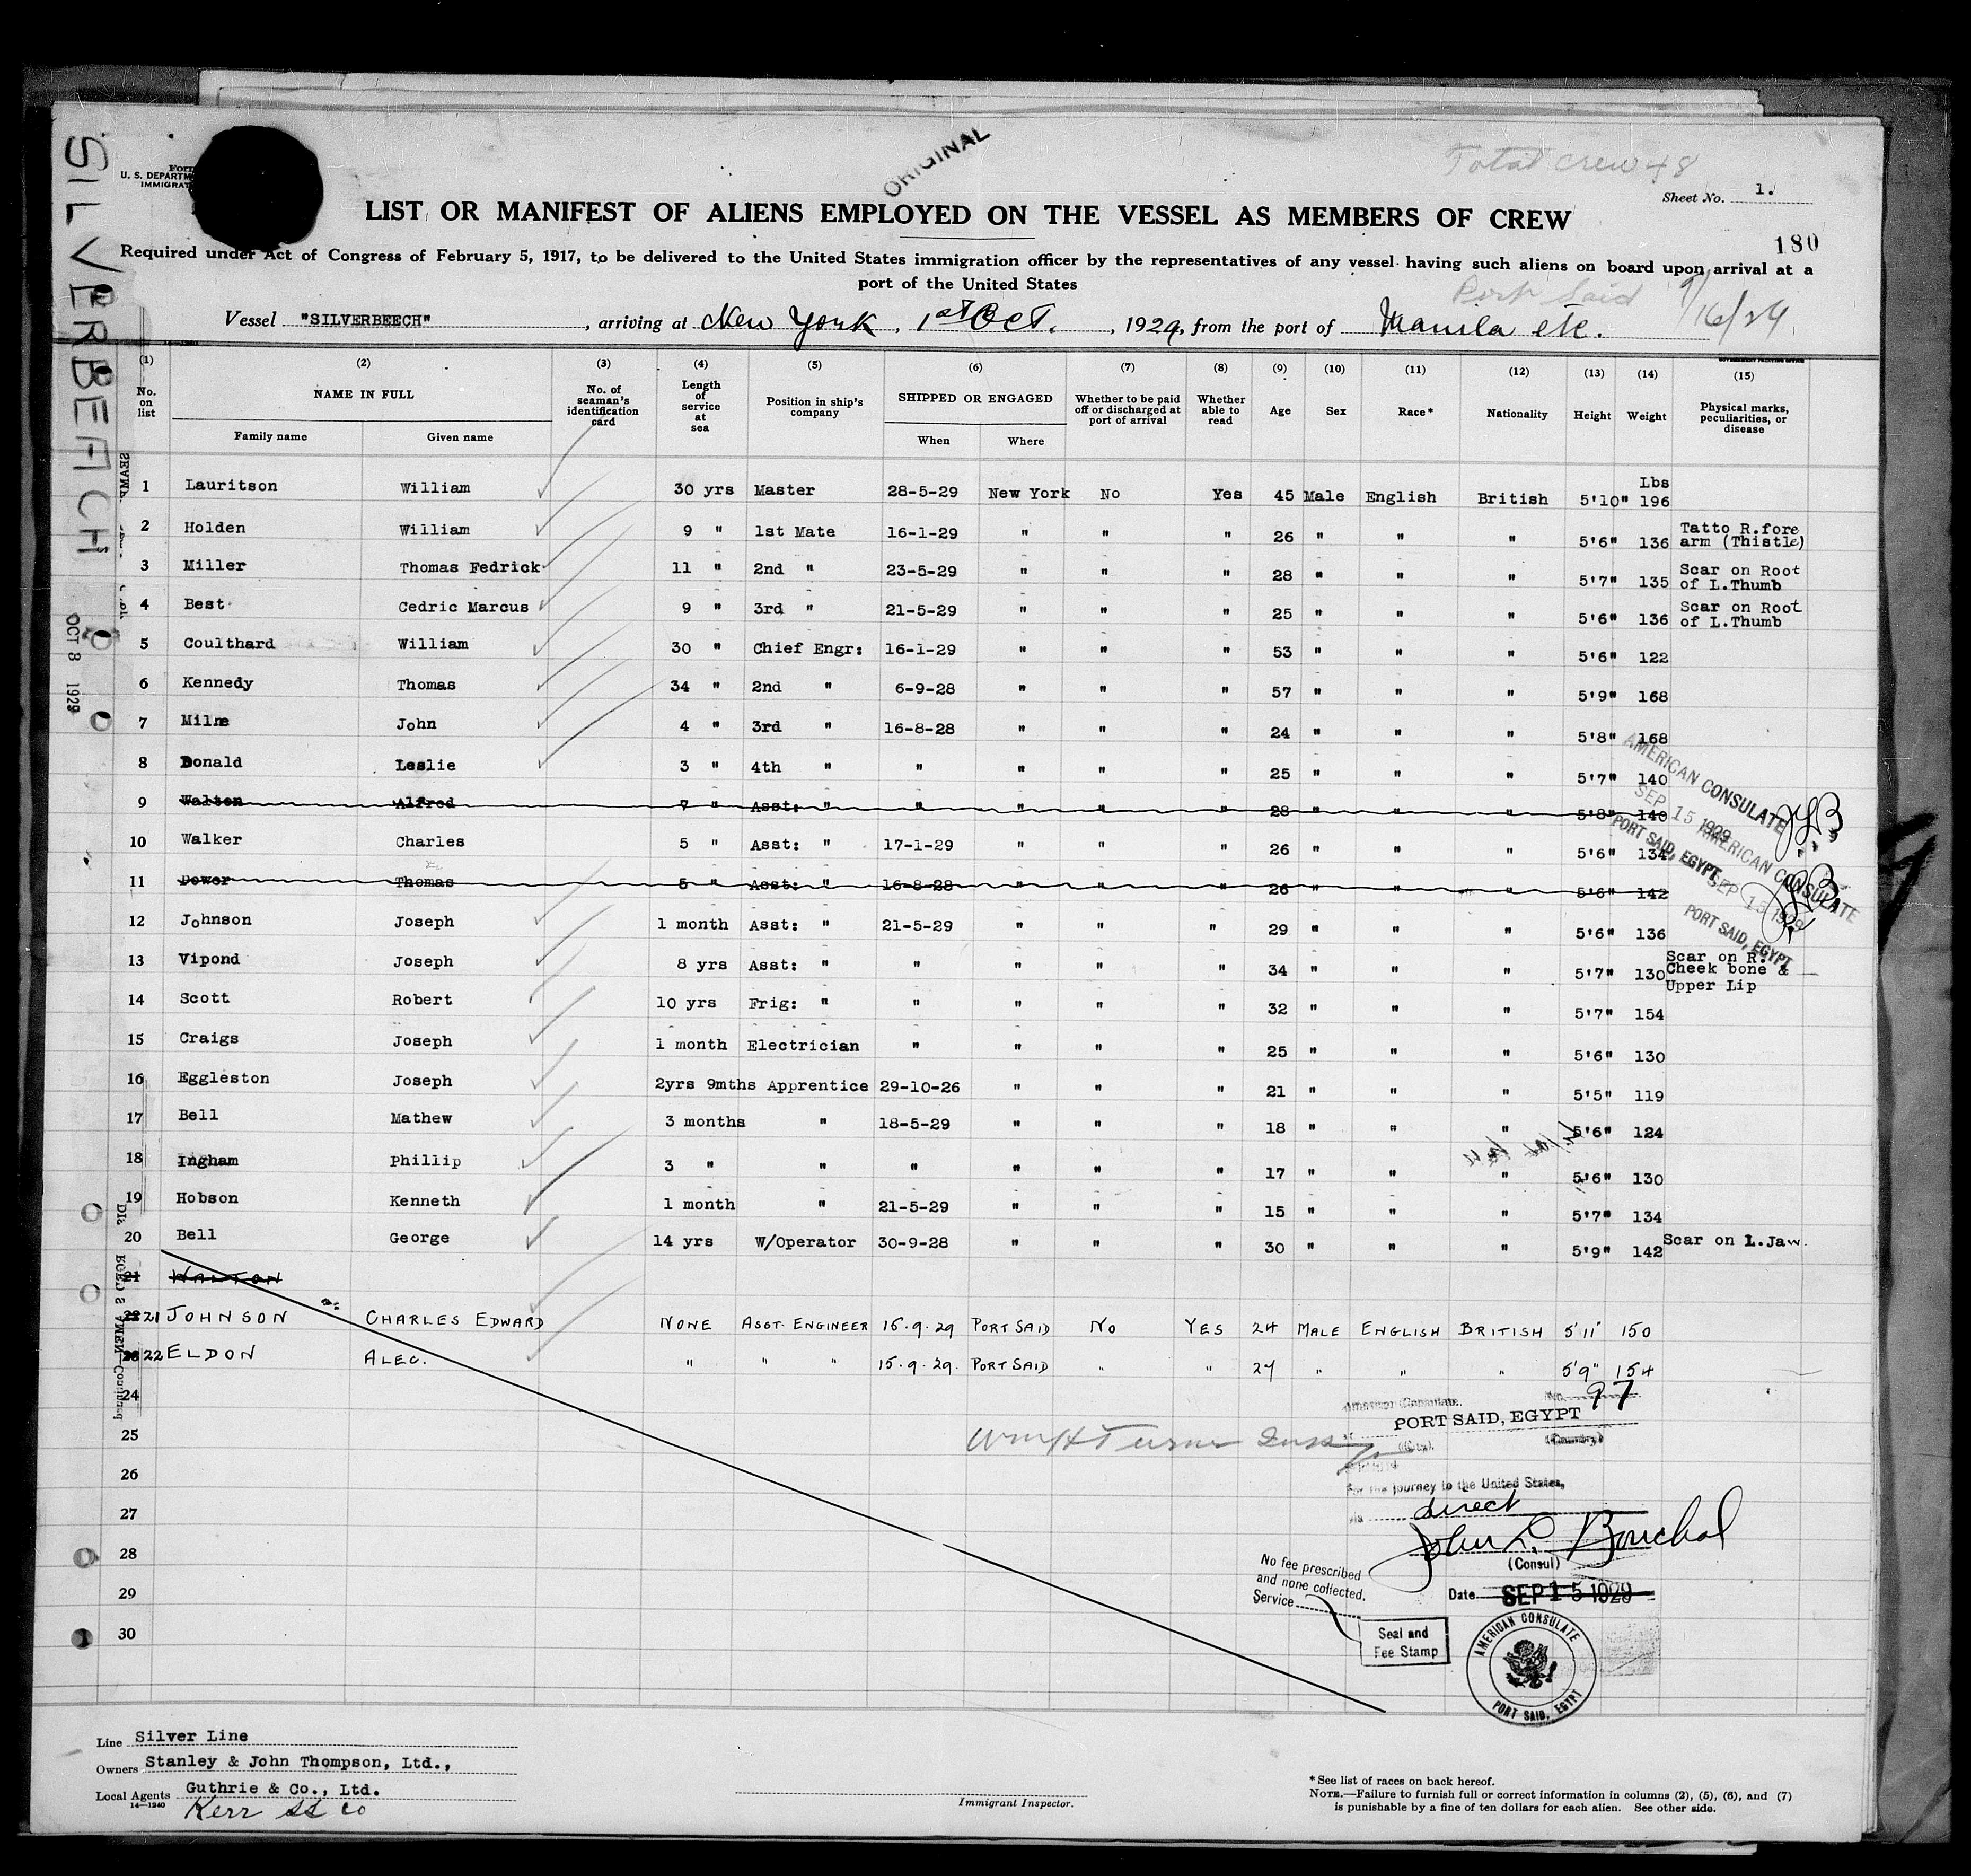 SILVERBEECH
OCT 8 1929
ORIGINAL
Total crew 48
Form
U. S. DEPARTM
IMMIGRAT
Sheet No. 1.
LIST OR MANIFEST OF ALIENS EMPLOYED ON THE VESSEL AS MEMBERS OF CREW
180
Required under Act of Congress of February 5, 1917, to be delivered to the United States immigration officer by the representatives of any vessel having such aliens on board upon arrival at a
port of the United States
Port Said 9/16/29
Vessel "SILVERBEECH", arriving at New York, 1st Oct., 1929, from the port of Manila etc.
(1) (2) (3) (4) (5) (6) (7) (8) (9) (10) (11) (12) (13) (14) (15)
No. on list NAME IN FULL No. of seaman's identification card Length of service at sea Position in ship's company SHIPPED OR ENGAGED Whether to be paid off or discharged at port of arrival Whether able to read Age Sex Race* Nationality Height Weight Physical marks, peculiarities, or disease
Family name Given name When Where
1 Lauritson William 30 yrs Master 28-5-29 New York No Yes 45 Male English British 5'10" Lbs 196
2 Holden William 9 " 1st Mate 16-1-29 " " " 26 " " " 5'6" 136 Tatto R.fore arm (Thistle)
3 Miller Thomas Fedrick 11 " 2nd " 23-5-29 " " " 28 " " " 5'7" 135 Scar on Root of L.Thumb
4 Best Cedric Marcus 9 " 3rd " 21-5-29 " " " 25 " " " 5'6" 136 Scar on Root of L.Thumb
5 Coulthard William 30 " Chief Engr: 16-1-29 " " " 53 " " " 5'6" 122
6 Kennedy Thomas 34 " 2nd " 6-9-28 " " " 57 " " " 5'9" 168
7 Milne John 4 " 3rd " 16-8-28 " " " 24 " " " 5'8" 168
8 Donald Leslie 3 " 4th " " " " " 25 " " " 5'7" 140
9 Walton Alfred 7 " Asst: " " " " " 28 " " " 5'8" 140
10 Walker Charles 5 " Asst: " 17-1-29 " " " 26 " " " 5'6" 134
11 Dower Thomas 5 " Asst: " 16-8-28 " " " 26 " " " 5'6" 142
12 Johnson Joseph 1 month Asst: " 21-5-29 " " " 29 " " " 5'6" 136
13 Vipond Joseph 8 yrs Asst: " " " " " 34 " " " 5'7" 130 Scar on R. Cheek bone & Upper Lip
14 Scott Robert 10 yrs Frig: " " " " " 32 " " " 5'7" 154
15 Craigs Joseph 1 month Electrician " " " " 25 " " " 5'6" 130
16 Eggleston Joseph 2yrs 9mths Apprentice 29-10-26 " " " 21 " " " 5'5" 119
17 Bell Mathew 3 months " 18-5-29 " " " 18 " " " 5'6" 124
18 Ingham Phillip 3 " " " " " " 17 " " " 5'6" 130
19 Hobson Kenneth 1 month " 21-5-29 " " " 15 " " " 5'7" 134
20 Bell George 14 yrs W/Operator 30-9-28 " " " 30 " " " 5'9" 142 Scar on L.Jaw.
21 WALTON
22 21 JOHNSON CHARLES EDWARD NONE ASST. ENGINEER 15.9.29 PORT SAID NO YES 24 MALE ENGLISH BRITISH 5'11" 150
23 22 ELDON ALEC. " " " 15.9.29. PORT SAID " " 27 " " " 5'9" 154
24
25
26
27
28
29
30
AMERICAN CONSULATE
SEP 15 1929
PORT SAID, EGYPT
JLB
AMERICAN CONSULATE
SEP 15 1929
PORT SAID, EGYPT
JLB
American Consulate. No. 97
PORT SAID, EGYPT
(City). (Country)
For the journey to the United States,
direct
John L. Bouchal
(Consul)
Date SEP 15 1929
No fee prescribed
and none collected.
Service
Seal and
Fee Stamp
AMERICAN CONSULATE
PORT SAID, EGYPT
Line Silver Line
Owners Stanley & John Thompson, Ltd.,
Local Agents Guthrie & Co., Ltd.
14—1240
Kerr SS Co
Immigrant Inspector.
* See list of races on back hereof.
NOTE.—Failure to furnish full or correct information in columns (2), (5), (6), and (7)
is punishable by a fine of ten dollars for each alien. See other side.